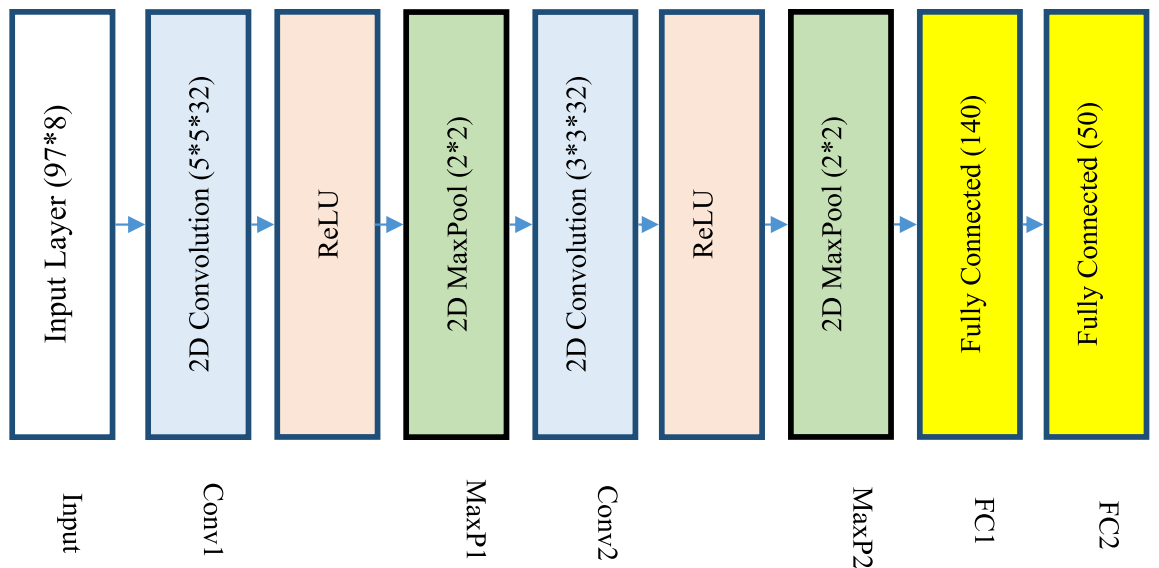 Input Layer (97*8)
2D Convolution (5*5*32)
ReLU
2D MaxPool (2*2)
2D Convolution (3*3*32)
ReLU
2D MaxPool (2*2)
Fully Connected (140)
Fully Connected (50)
Input
Conv1
MaxP1
Conv2
MaxP2
FC1
FC2